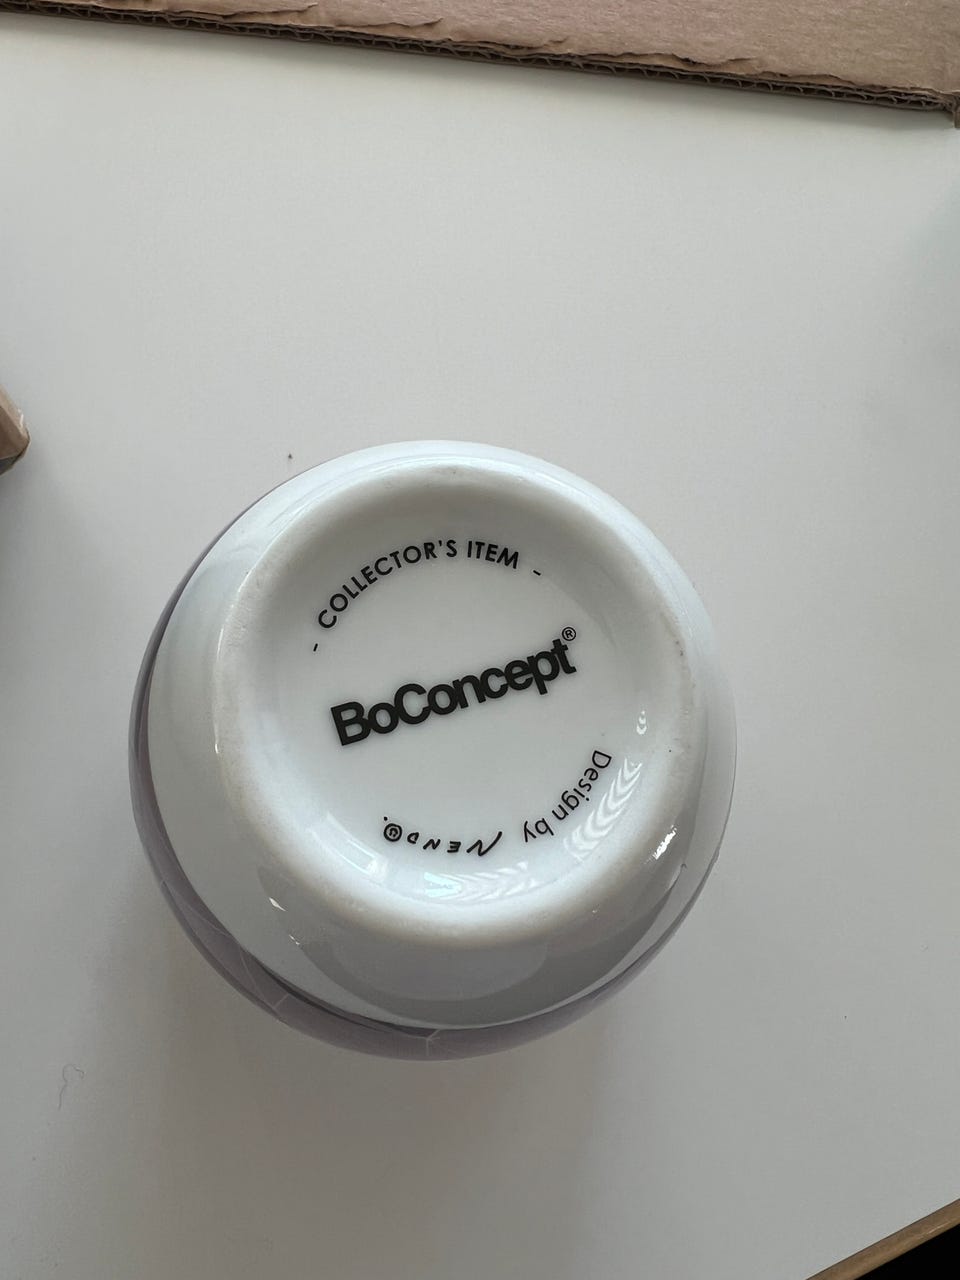 - COLLECTOR'S ITEM -
BoConcept®
Design by NENDO.